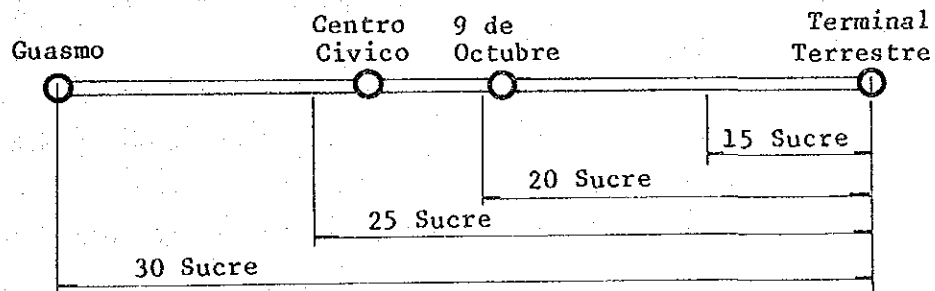 Guasmo
Centro
Civico
9 de
Octubre
Terminal
Terrestre
15 Sucre
20 Sucre
25 Sucre
30 Sucre